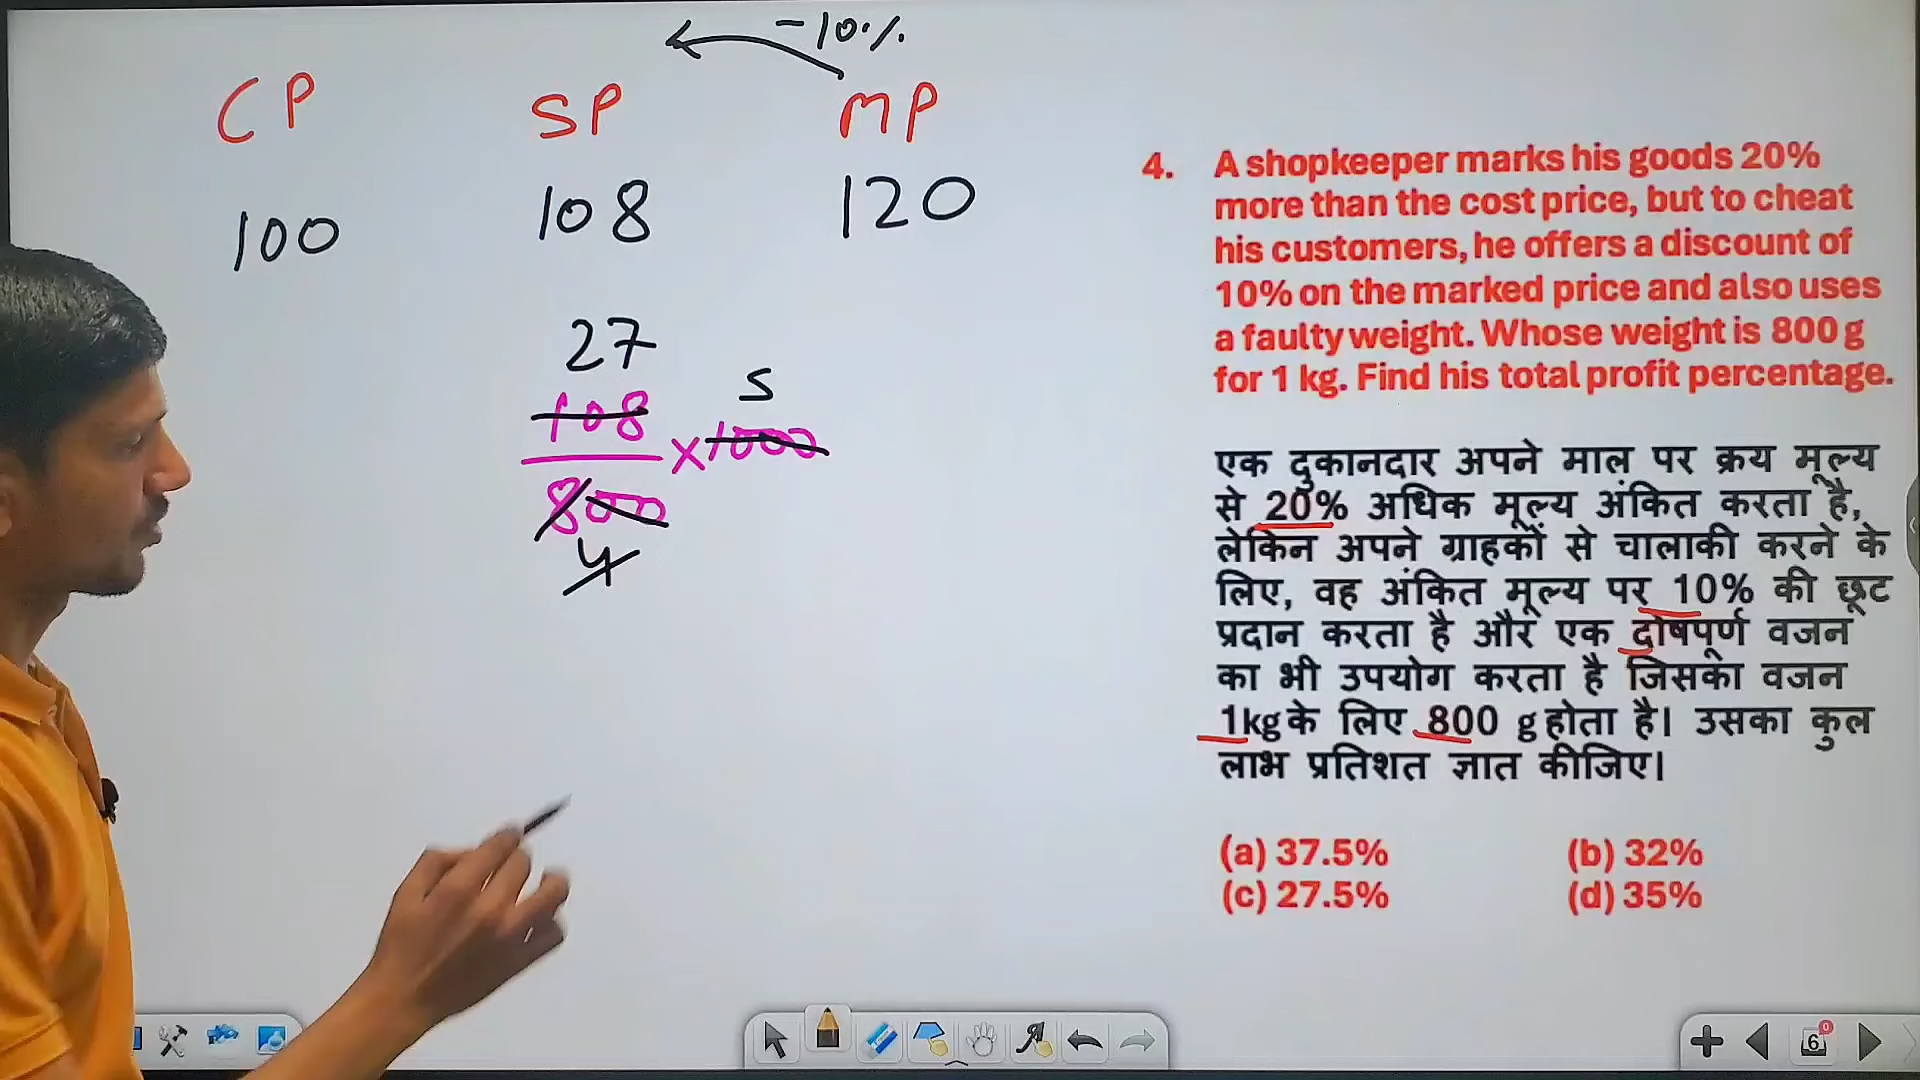 -10%
CP SP MP
100 108 120
27
108 × 1000 5
800
4
4. A shopkeeper marks his goods 20%
more than the cost price, but to cheat
his customers, he offers a discount of
10% on the marked price and also uses
a faulty weight. Whose weight is 800 g
for 1 kg. Find his total profit percentage.
एक दुकानदार अपने माल पर क्रय मूल्य
से 20% अधिक मूल्य अंकित करता है,
लेकिन अपने ग्राहकों से चालाकी करने के
लिए, वह अंकित मूल्य पर 10% की छूट
प्रदान करता है और एक दोषपूर्ण वजन
का भी उपयोग करता है जिसका वजन
1kg के लिए 800 g होता है। उसका कुल
लाभ प्रतिशत ज्ञात कीजिए।
(a) 37.5% (b) 32%
(c) 27.5% (d) 35%
6
0